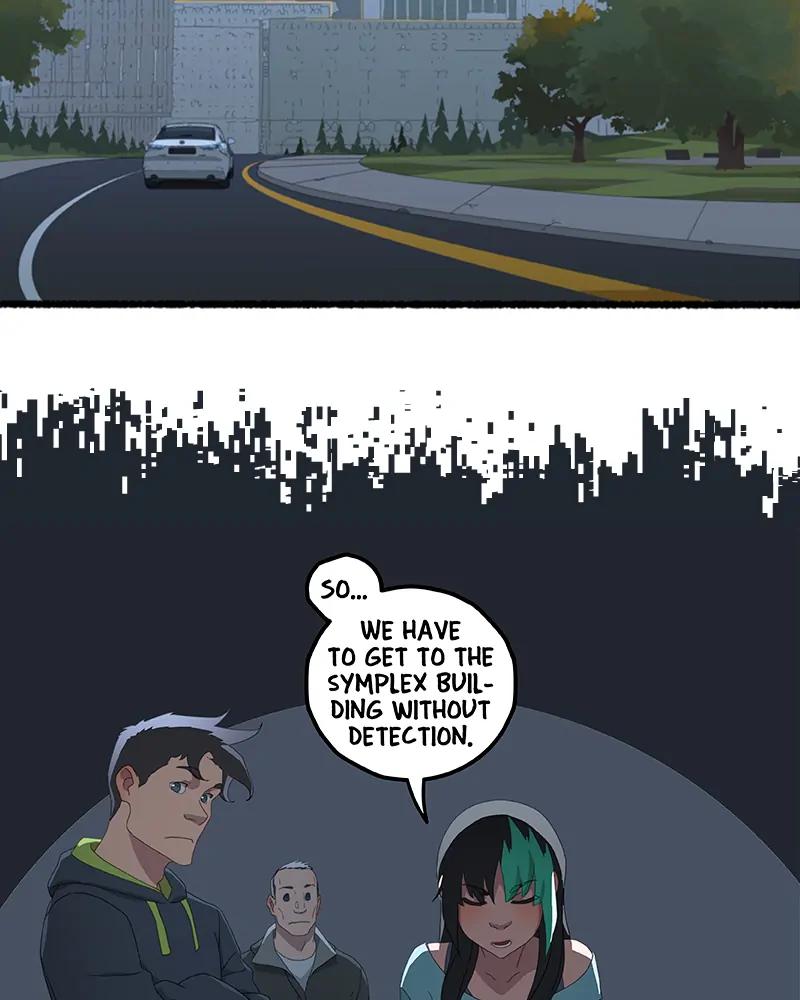 SO...
WE HAVE
TO GET TO THE
SYMPLEX BUIL-
DING WITHOUT
DETECTION.